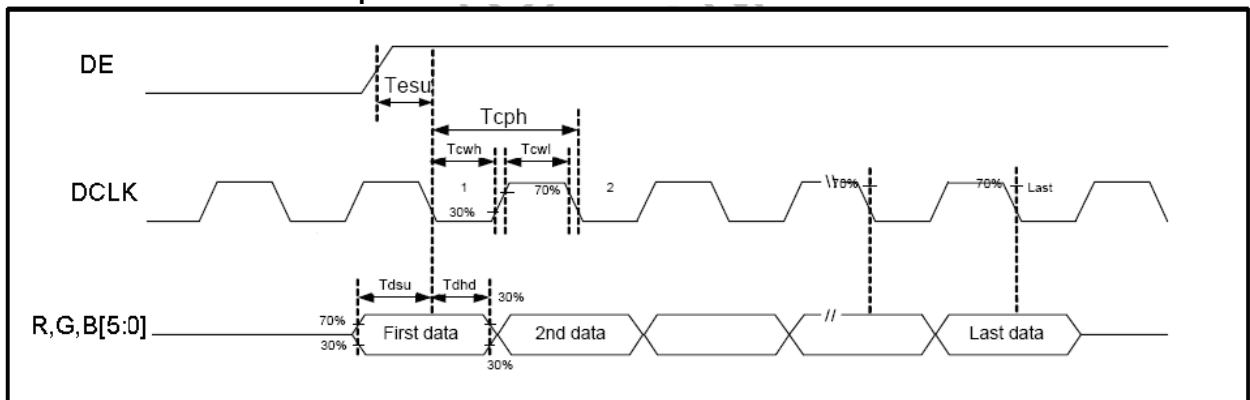 DE
Tesu
Tcph
Tcwh
Tcwl
DCLK
1
70%
2
70%
70%
Last
30%
Tdsu
Tdhd
30%
R,G,B[5:0]
70%
First data
2nd data
//
Last data
30%
30%